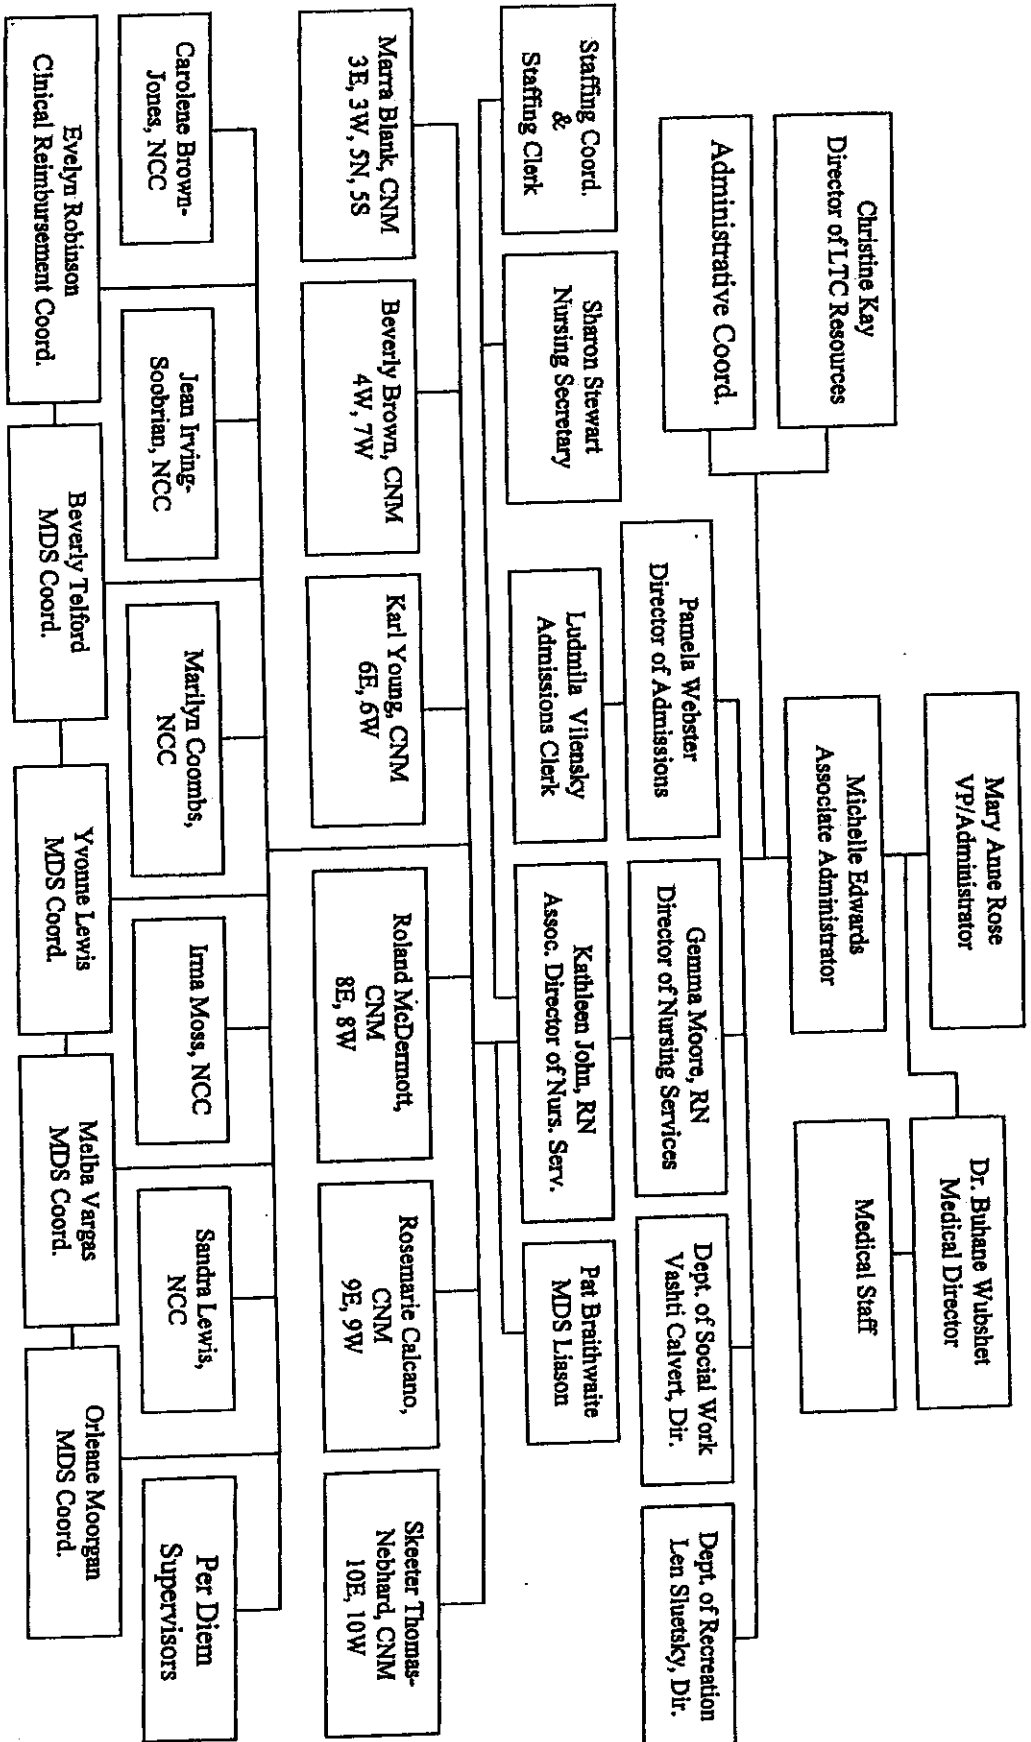 Mary Anne Rose
VP/Administrator
Dr. Buhane Wubshet
Medical Director
Christine Kay
Director of LTC Resources
Michelle Edwards
Associate Administrator
Medical Staff
Administrative Coord.
Pamela Webster
Director of Admissions
Gemma Moore, RN
Director of Nursing Services
Dept. of Social Work
Vashti Calvert, Dir.
Dept. of Recreation
Len Sluetsky, Dir.
Staffing Coord.
&
Staffing Clerk
Sharon Stewart
Nursing Secretary
Ludmila Vilensky
Admissions Clerk
Kathleen John, RN
Assoc. Director of Nurs. Serv.
Pat Braithwaite
MDS Liason
Marra Blank, CNM
3E, 3W, 5N, 5S
Beverly Brown, CNM
4W, 7W
Karl Young, CNM
6E, 6W
Roland McDermott,
CNM
8E, 8W
Rosemarie Calcano,
CNM
9E, 9W
Skeeter Thomas-
Nebhard, CNM
10E, 10W
Carolene Brown-
Jones, NCC
Jean Irving-
Soobrian, NCC
Marilyn Coombs,
NCC
Irma Moss, NCC
Sandra Lewis,
NCC
Per Diem
Supervisors
Evelyn Robinson
Clnical Reimbursement Coord.
Beverly Telford
MDS Coord.
Yvonne Lewis
MDS Coord.
Melba Vargas
MDS Coord.
Orleane Moorgan
MDS Coord.